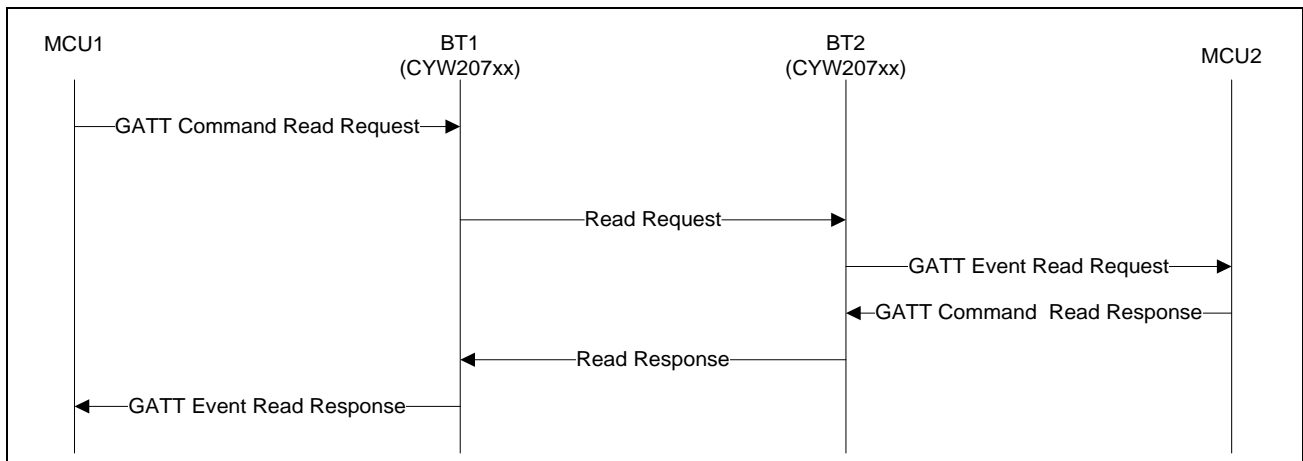 MCU1
BT1
(CYW207xx)
BT2
(CYW207xx)
MCU2
GATT Command Read Request
Read Request
GATT Event Read Request
GATT Command  Read Response
Read Response
GATT Event Read Response